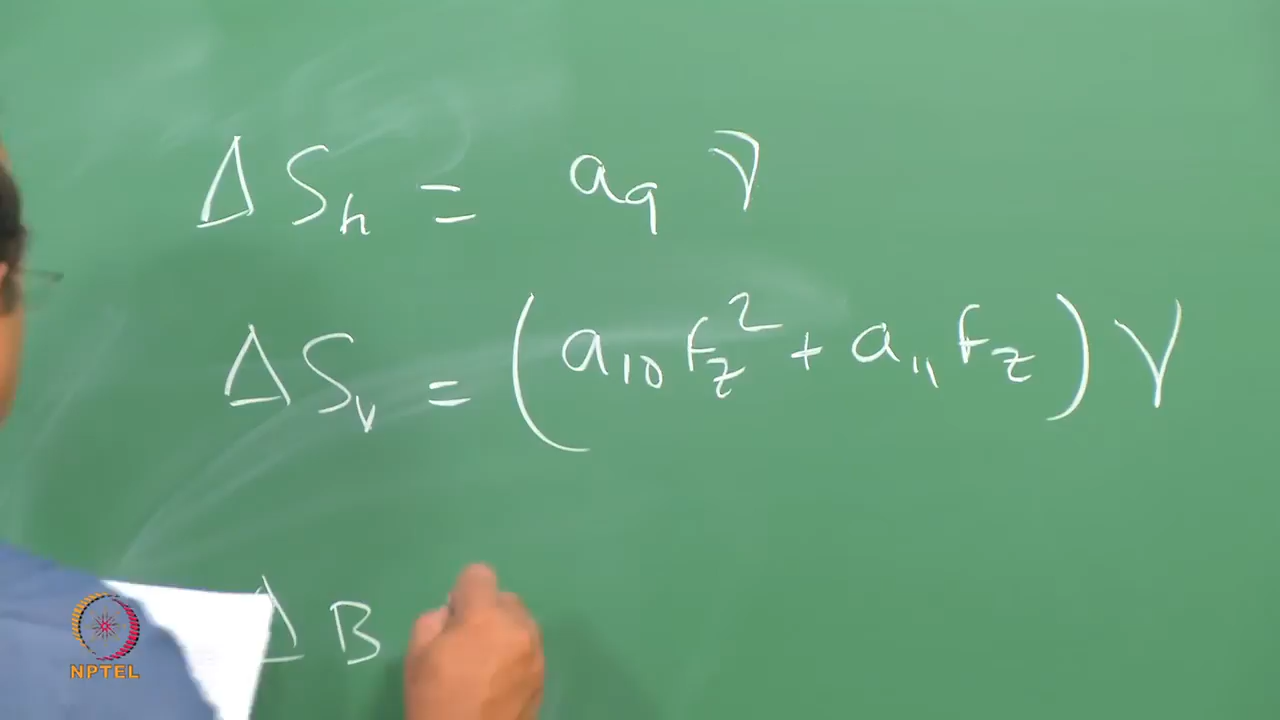 ΔS_h = a_9 γ
ΔS_v = (a_10 F_z^2 + a_11 F_z) γ
ΔB
NPTEL